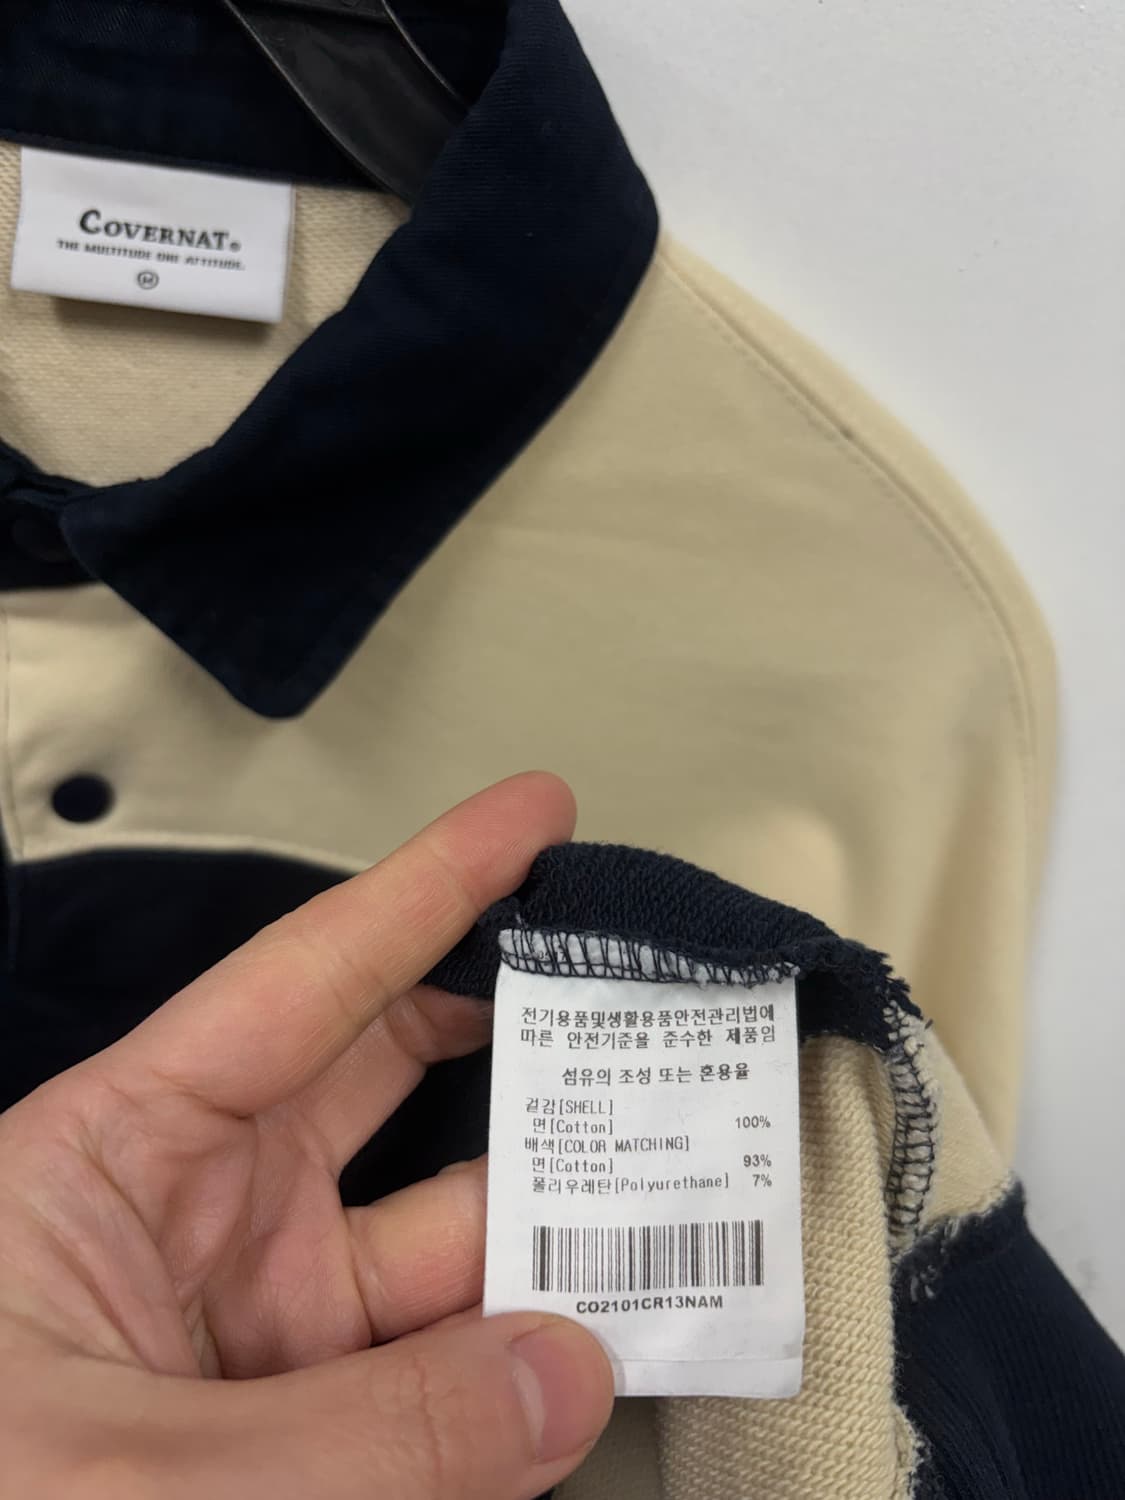 COVERNAT®
THE MULTITUDE ONE ATTITUDE.
M
전기용품및생활용품안전관리법에
따른 안전기준을 준수한 제품임
섬유의 조성 또는 혼용율
겉감[SHELL]
면[Cotton] 100%
배색[COLOR MATCHING]
면[Cotton] 93%
폴리우레탄[Polyurethane] 7%
CO2101CR13NAM